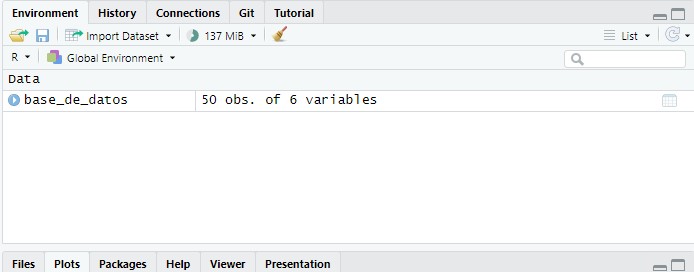 Environment History Connections Git Tutorial
Import Dataset 137 MiB List
R Global Environment
Data
base_de_datos 50 obs. of 6 variables
Files Plots Packages Help Viewer Presentation